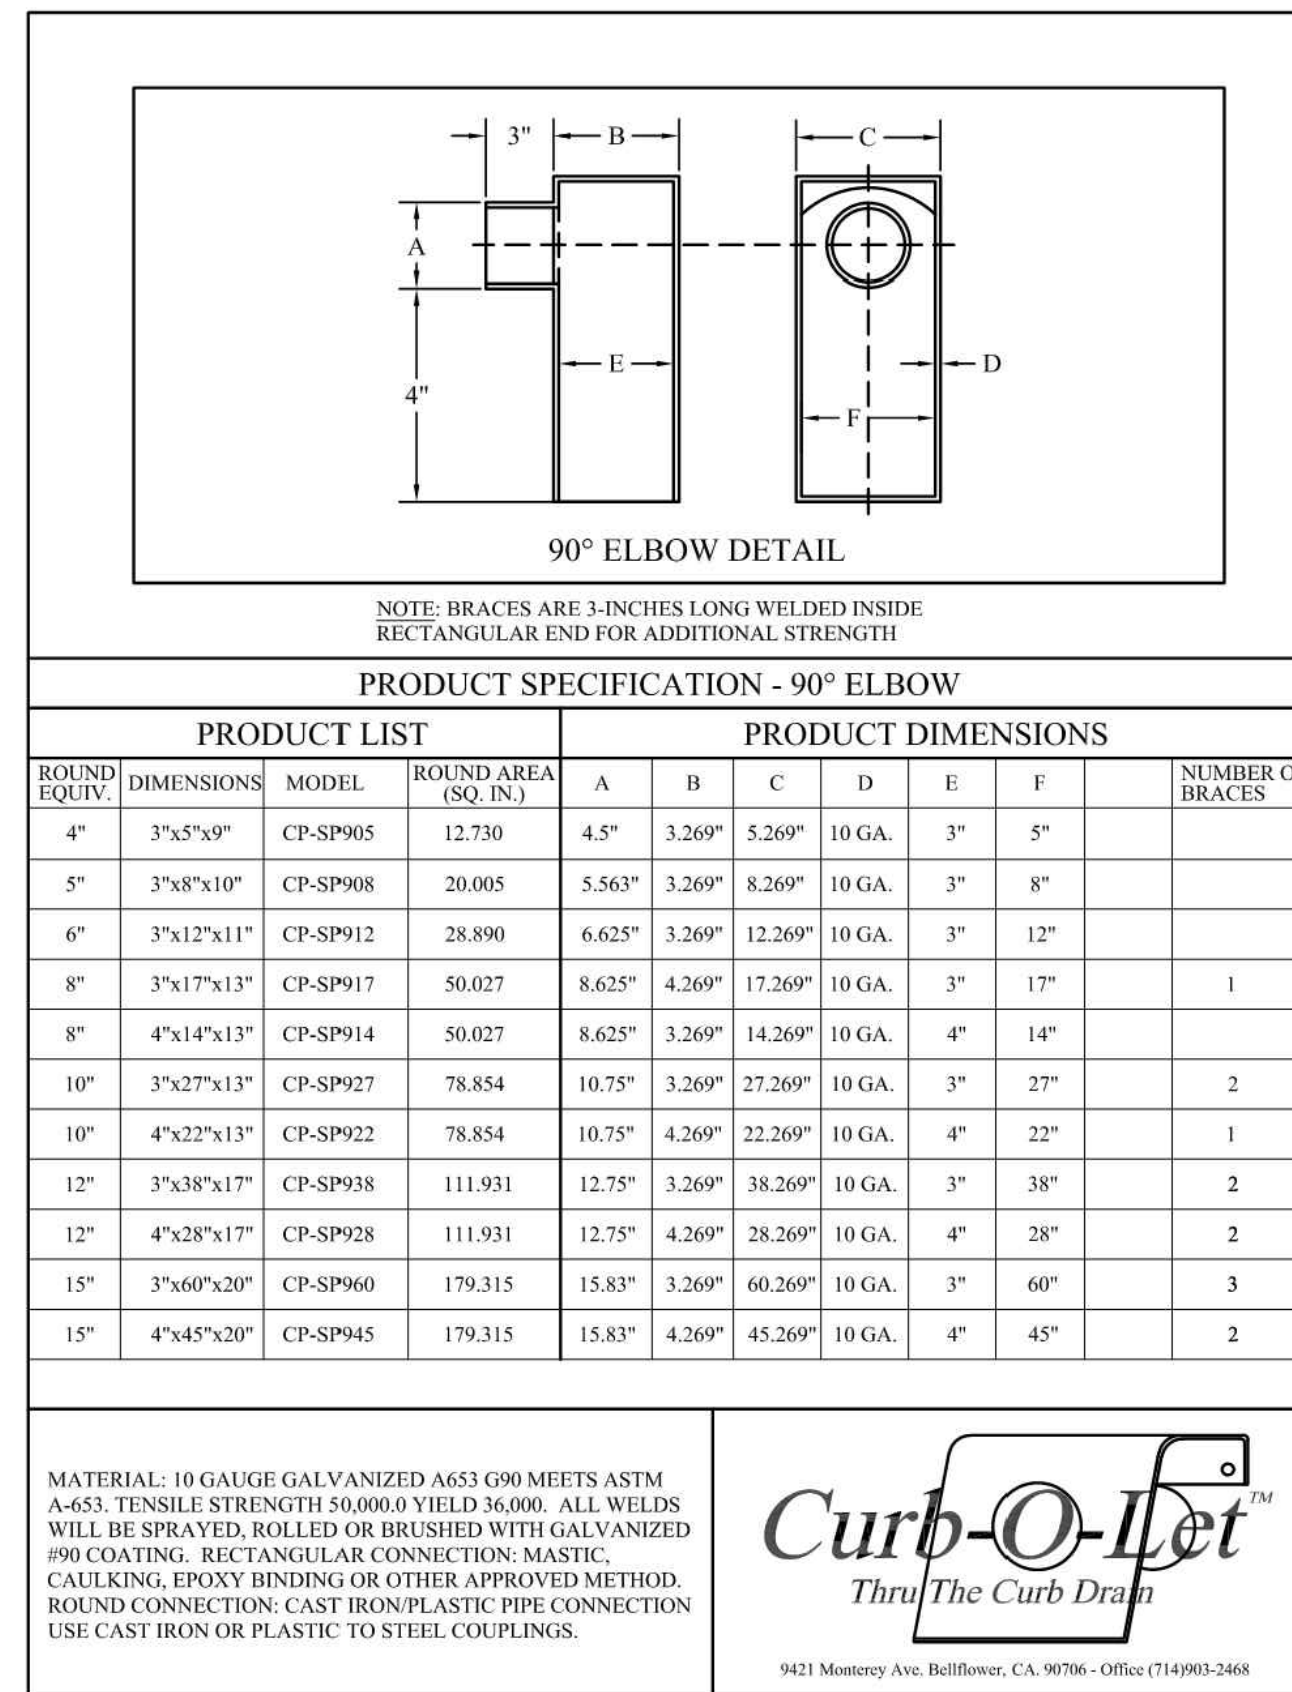 3" B C
A
E D
4" F
90° ELBOW DETAIL
NOTE: BRACES ARE 3-INCHES LONG WELDED INSIDE
RECTANGULAR END FOR ADDITIONAL STRENGTH
PRODUCT SPECIFICATION - 90° ELBOW
PRODUCT LIST PRODUCT DIMENSIONS
ROUND EQUIV. DIMENSIONS MODEL ROUND AREA (SQ. IN.) A B C D E F NUMBER O BRACES
4" 3"x5"x9" CP-SP905 12.730 4.5" 3.269" 5.269" 10 GA. 3" 5"
5" 3"x8"x10" CP-SP908 20.005 5.563" 3.269" 8.269" 10 GA. 3" 8"
6" 3"x12"x11" CP-SP912 28.890 6.625" 3.269" 12.269" 10 GA. 3" 12"
8" 3"x17"x13" CP-SP917 50.027 8.625" 4.269" 17.269" 10 GA. 3" 17" 1
8" 4"x14"x13" CP-SP914 50.027 8.625" 3.269" 14.269" 10 GA. 4" 14"
10" 3"x27"x13" CP-SP927 78.854 10.75" 3.269" 27.269" 10 GA. 3" 27" 2
10" 4"x22"x13" CP-SP922 78.854 10.75" 4.269" 22.269" 10 GA. 4" 22" 1
12" 3"x38"x17" CP-SP938 111.931 12.75" 3.269" 38.269" 10 GA. 3" 38" 2
12" 4"x28"x17" CP-SP928 111.931 12.75" 4.269" 28.269" 10 GA. 4" 28" 2
15" 3"x60"x20" CP-SP960 179.315 15.83" 3.269" 60.269" 10 GA. 3" 60" 3
15" 4"x45"x20" CP-SP945 179.315 15.83" 4.269" 45.269" 10 GA. 4" 45" 2
MATERIAL: 10 GAUGE GALVANIZED A653 G90 MEETS ASTM
A-653. TENSILE STRENGTH 50,000.0 YIELD 36,000. ALL WELDS
WILL BE SPRAYED, ROLLED OR BRUSHED WITH GALVANIZED
#90 COATING. RECTANGULAR CONNECTION: MASTIC,
CAULKING, EPOXY BINDING OR OTHER APPROVED METHOD.
ROUND CONNECTION: CAST IRON/PLASTIC PIPE CONNECTION
USE CAST IRON OR PLASTIC TO STEEL COUPLINGS.
Curb-O-Let™
Thru The Curb Drain
9421 Monterey Ave. Bellflower, CA. 90706 - Office (714)903-2468